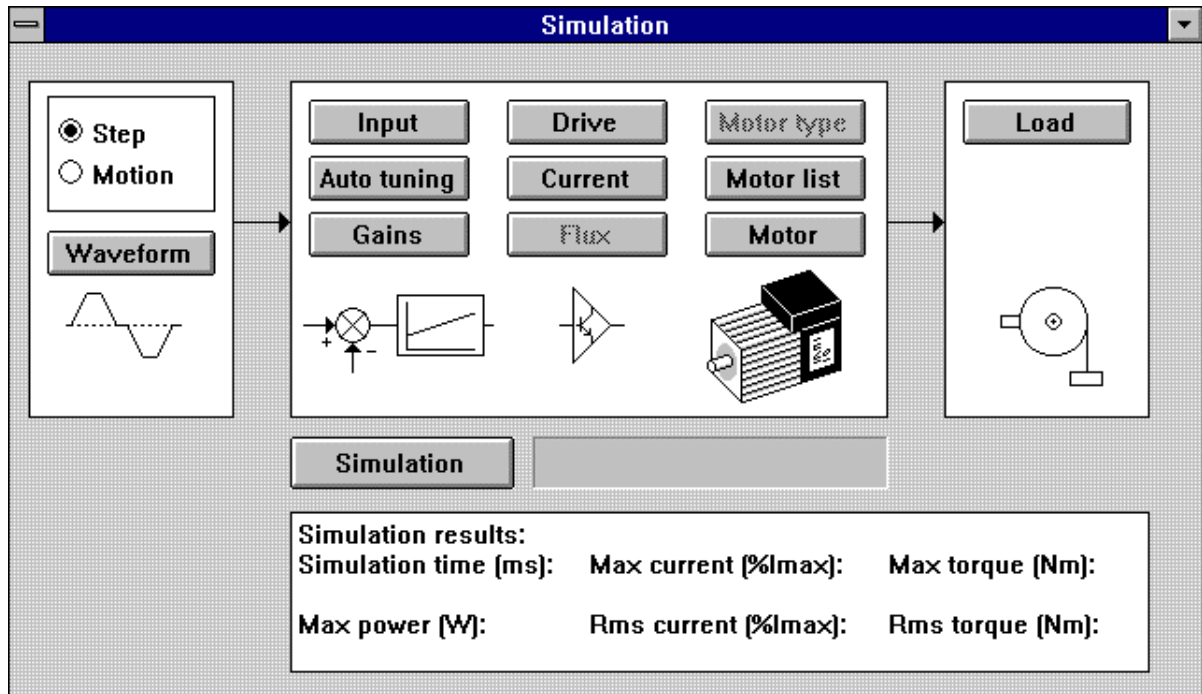 Simulation
Step
Motion
Waveform
Input
Drive
Motor type
Auto tuning
Current
Motor list
Gains
Flux
Motor
Load
+
-
Simulation
Simulation results:
Simulation time (ms): Max current (%Imax): Max torque (Nm):
Max power (W): Rms current (%Imax): Rms torque (Nm):